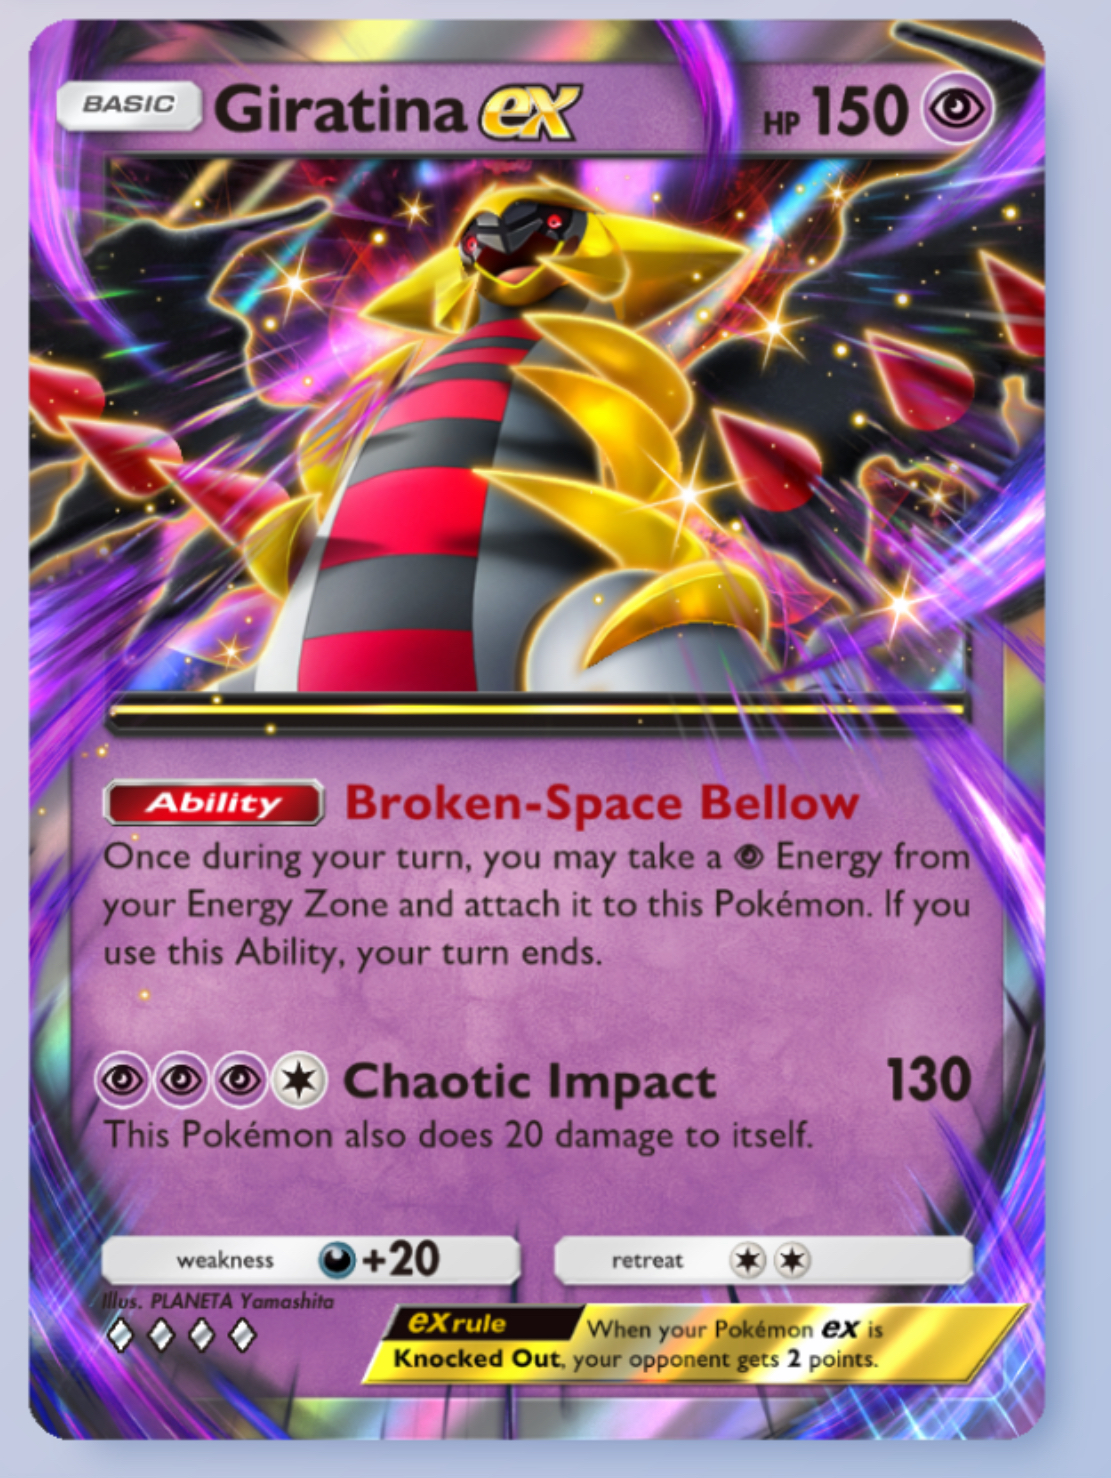 BASIC Giratina ex HP 150
Ability Broken-Space Bellow
Once during your turn, you may take a Energy from
your Energy Zone and attach it to this Pokémon. If you
use this Ability, your turn ends.
Chaotic Impact 130
This Pokémon also does 20 damage to itself.
weakness +20 retreat
Illus. PLANETA Yamashita
ex rule When your Pokémon ex is
Knocked Out, your opponent gets 2 points.